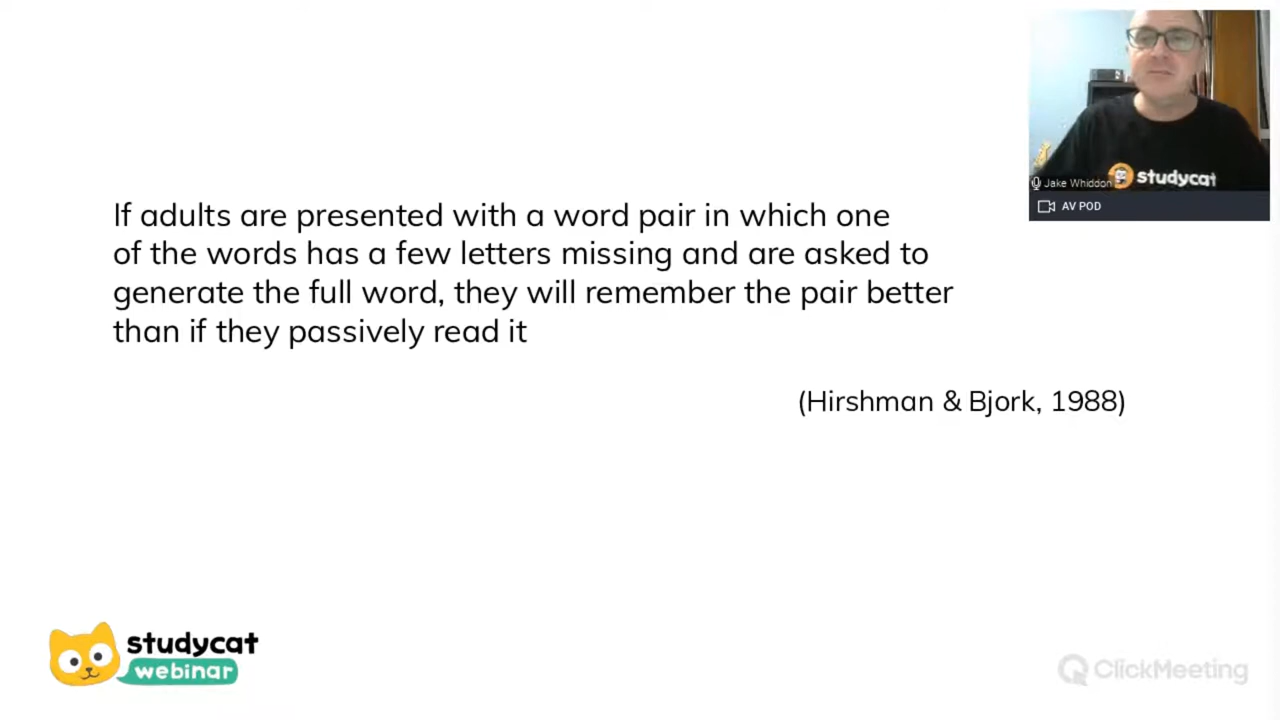 If adults are presented with a word pair in which one
of the words has a few letters missing and are asked to
generate the full word, they will remember the pair better
than if they passively read it
(Hirshman & Bjork, 1988)
studycat
Jake Whiddon
AV POD
studycat
webinar
ClickMeeting